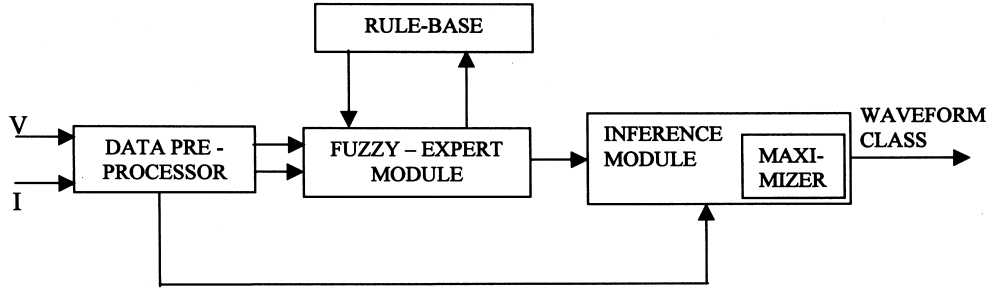 RULE-BASE
V
I
DATA PRE -
PROCESSOR
FUZZY – EXPERT
MODULE
INFERENCE
MODULE
MAXI-
MIZER
WAVEFORM
CLASS